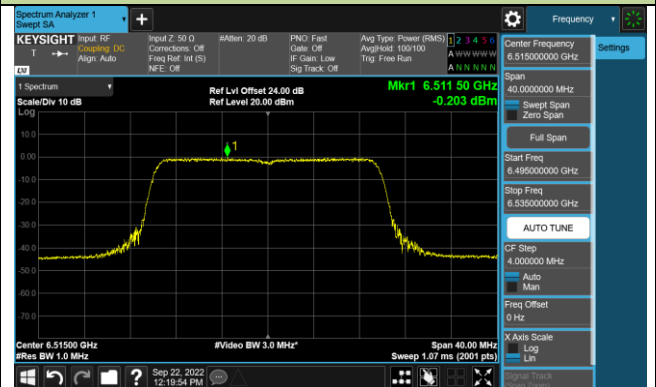 Spectrum Analyzer 1
Swept SA
+
Frequency
KEYSIGHT
Input: RF
Coupling: DC
Align: Auto
Input Z: 50 Ω
Corrections: Off
Freq Ref: Int (S)
NFE: Off
#Atten: 20 dB
PNO: Fast
Gate: Off
IF Gain: Low
Sig Track: Off
Avg Type: Power (RMS)
Avg|Hold: 100/100
Trig: Free Run
1 2 3 4 5 6
A W W W W W
A N N N N N
T
LXI
1 Spectrum
Scale/Div 10 dB
Log
Ref Lvl Offset 24.00 dB
Ref Level 20.00 dBm
Mkr1 6.511 50 GHz
-0.203 dBm
10.0
0.00
-10.0
-20.0
-30.0
-40.0
-50.0
-60.0
-70.0
1
Center 6.51500 GHz
#Res BW 1.0 MHz
#Video BW 3.0 MHz*
Span 40.00 MHz
Sweep 1.07 ms (2001 pts)
Sep 22, 2022
12:19:54 PM
?
Center Frequency
6.515000000 GHz
Settings
Span
40.0000000 MHz
Swept Span
Zero Span
Full Span
Start Freq
6.495000000 GHz
Stop Freq
6.535000000 GHz
AUTO TUNE
CF Step
4.000000 MHz
Auto
Man
Freq Offset
0 Hz
X Axis Scale
Log
Lin
Signal Track
(Span Zoom)